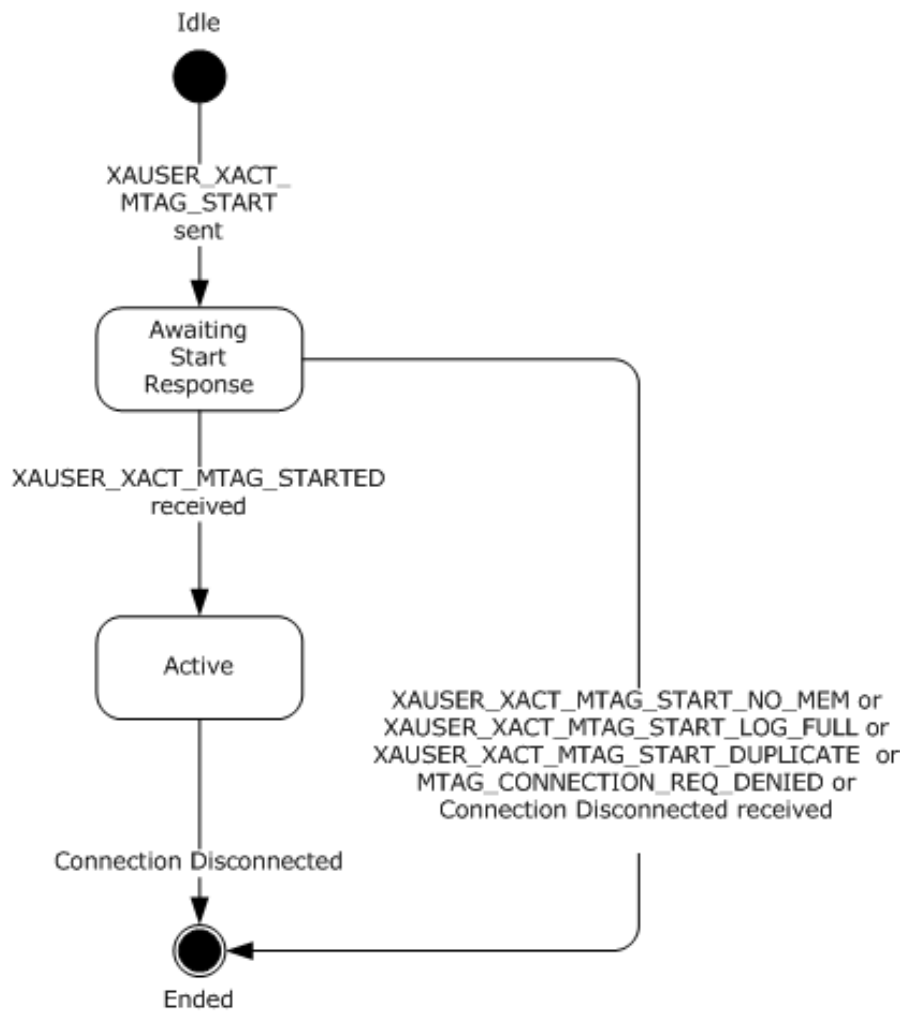 Idle
XAUSER_XACT_
MTAG_START
sent
Awaiting
Start
Response
XAUSER_XACT_MTAG_STARTED
received
Active
XAUSER_XACT_MTAG_START_NO_MEM or
XAUSER_XACT_MTAG_START_LOG_FULL or
XAUSER_XACT_MTAG_START_DUPLICATE or
MTAG_CONNECTION_REQ_DENIED or
Connection Disconnected received
Connection Disconnected
Ended